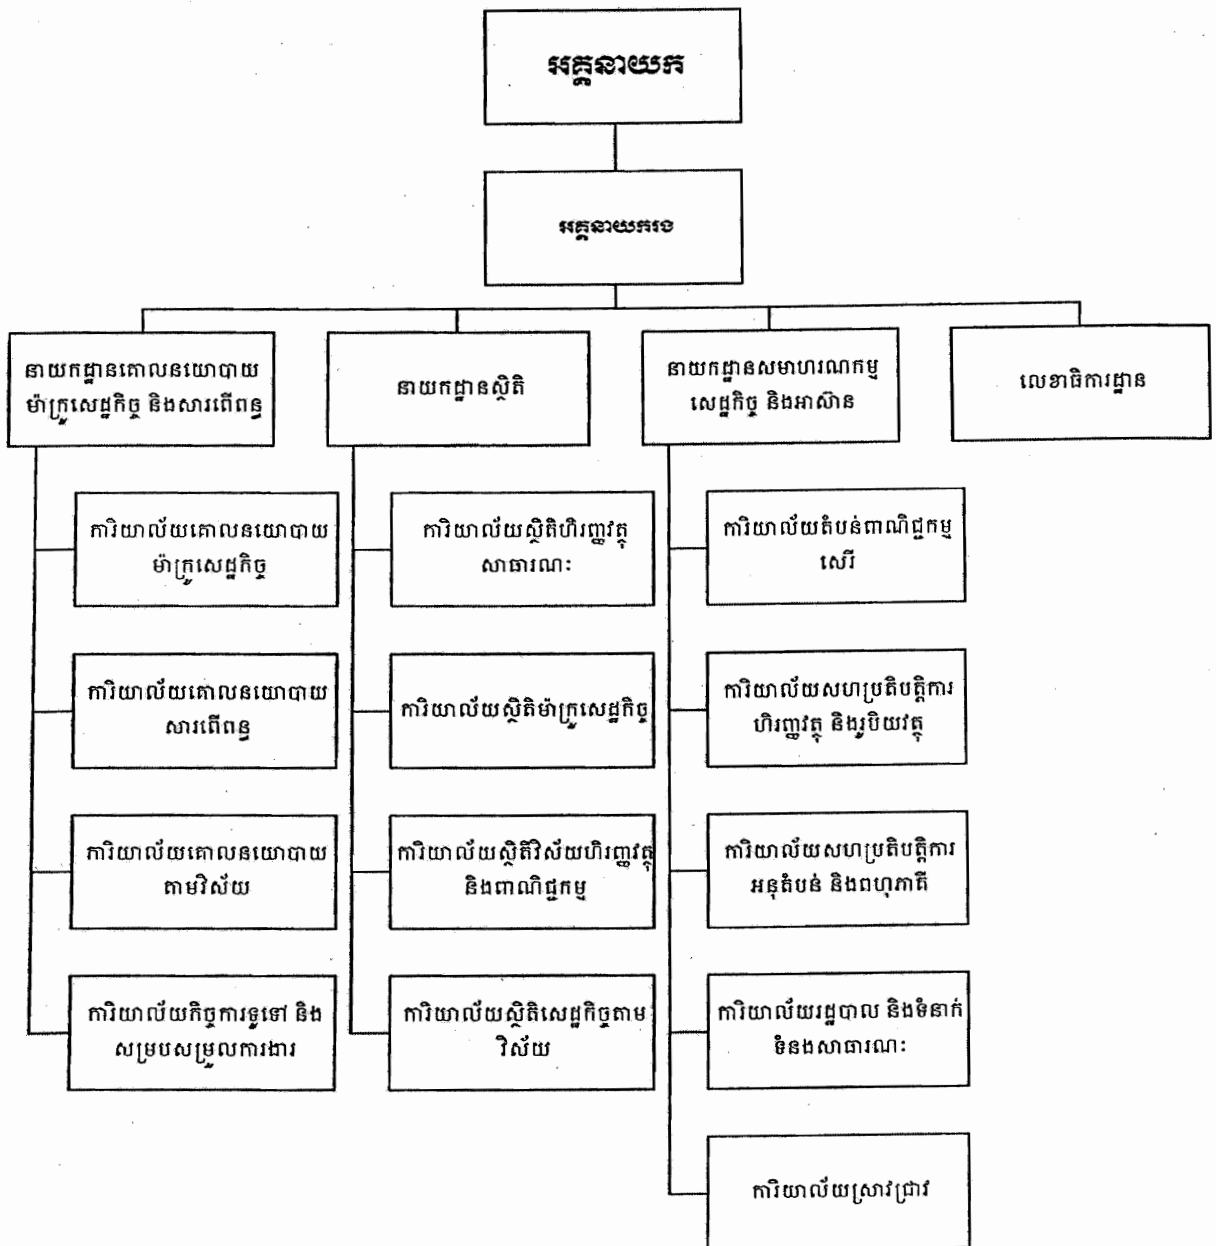 អគ្គនាយក
អគ្គនាយករង
នាយកដ្ឋានគោលនយោបាយ
ម៉ាក្រូសេដ្ឋកិច្ច និងសារពើពន្ធ
នាយកដ្ឋានស្ថិតិ
នាយកដ្ឋានសមាហរណកម្ម
សេដ្ឋកិច្ច និងអាស៊ាន
លេខាធិការដ្ឋាន
ការិយាល័យគោលនយោបាយ
ម៉ាក្រូសេដ្ឋកិច្ច
ការិយាល័យគោលនយោបាយ
សារពើពន្ធ
ការិយាល័យគោលនយោបាយ
តាមវិស័យ
ការិយាល័យកិច្ចការទូទៅ និង
សម្របសម្រួលការងារ
ការិយាល័យស្ថិតិហិរញ្ញវត្ថុ
សាធារណៈ
ការិយាល័យស្ថិតិម៉ាក្រូសេដ្ឋកិច្ច
ការិយាល័យស្ថិតិវិស័យហិរញ្ញវត្ថុ
និងពាណិជ្ជកម្ម
ការិយាល័យស្ថិតិសេដ្ឋកិច្ចតាម
វិស័យ
ការិយាល័យតំបន់ពាណិជ្ជកម្ម
សេរី
ការិយាល័យសហប្រតិបត្តិការ
ហិរញ្ញវត្ថុ និងរូបិយវត្ថុ
ការិយាល័យសហប្រតិបត្តិការ
អនុតំបន់ និងពហុភាគី
ការិយាល័យរដ្ឋបាល និងទំនាក់
ទំនងសាធារណៈ
ការិយាល័យស្រាវជ្រាវ